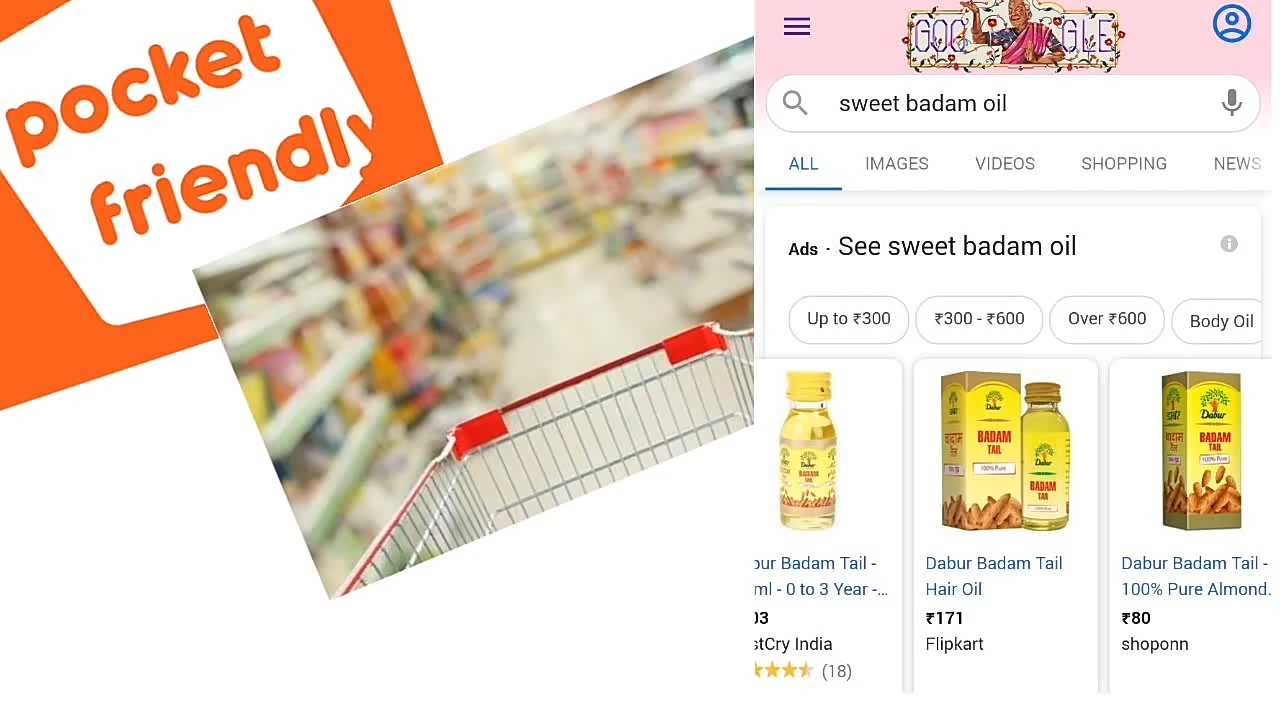 pocket
friendly
GOOGLE
sweet badam oil
ALL IMAGES VIDEOS SHOPPING NEWS
Ads · See sweet badam oil
Up to ₹300
₹300 - ₹600
Over ₹600
Body Oil
Dabur
BADAM
TAIL
Dabur
BADAM
TAIL
100% Pure
Dabur
BADAM
TAIL
डाबर
बादाम
तेल
Dabur
BADAM
TAIL
100% Pure
Badam Tail -
ml - 0 to 3 Year -...
03
India
(18)
Dabur Badam Tail
Hair Oil
₹171
Flipkart
Dabur Badam Tail -
100% Pure Almond.
₹80
shoponn